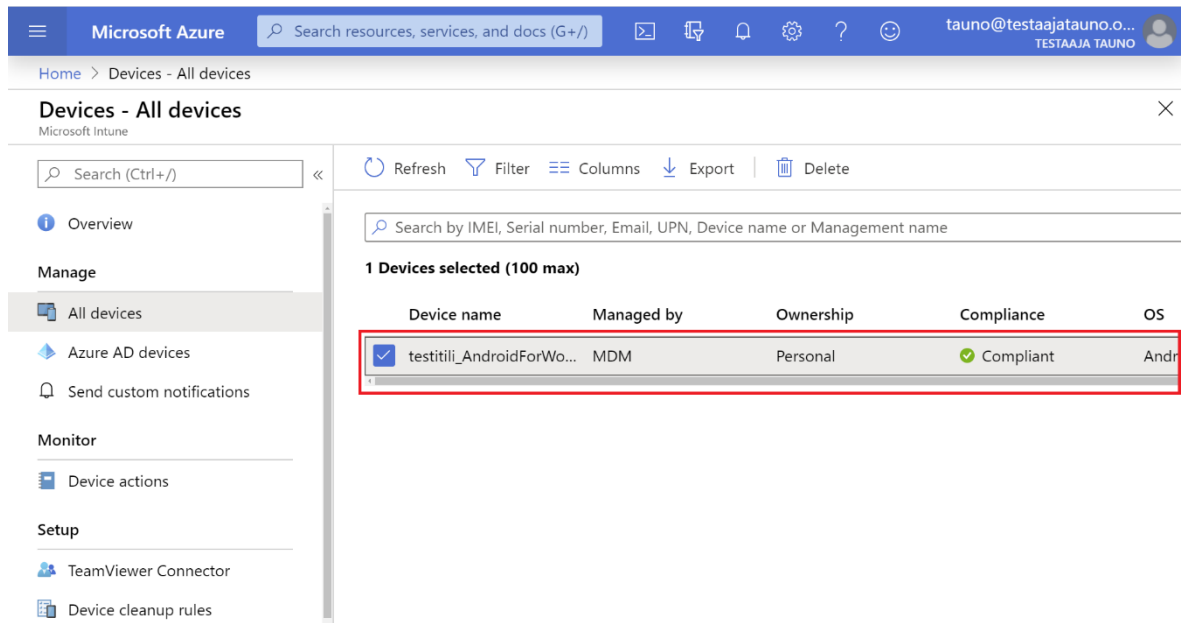 Microsoft Azure
Search resources, services, and docs (G+/)
tauno@testaajatauno.o...
TESTAAJA TAUNO
Home > Devices - All devices
Devices - All devices
Microsoft Intune
Search (Ctrl+/)
Overview
Manage
All devices
Azure AD devices
Send custom notifications
Monitor
Device actions
Setup
TeamViewer Connector
Device cleanup rules
Refresh Filter Columns Export Delete
Search by IMEI, Serial number, Email, UPN, Device name or Management name
1 Devices selected (100 max)
Device name Managed by Ownership Compliance OS
testitili_AndroidForWo... MDM Personal Compliant Andr